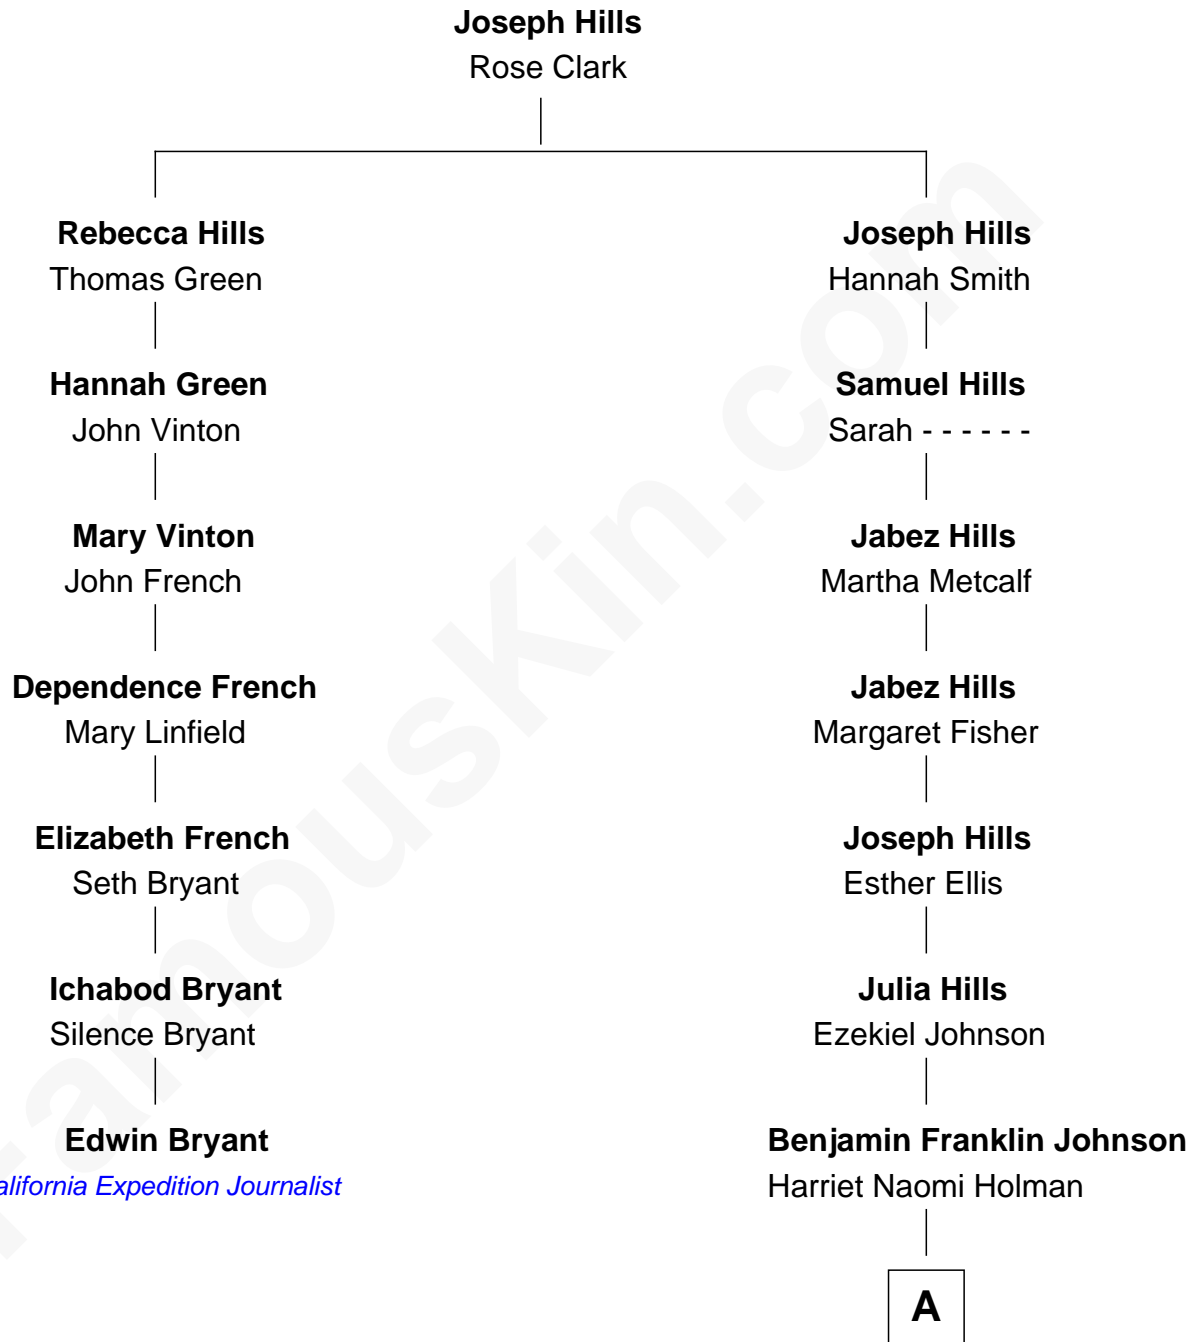 Joseph Hills
Rose Clark
Rebecca Hills
Thomas Green
Hannah Green
John Vinton
Mary Vinton
John French
Dependence French
Mary Linfield
Elizabeth French
Seth Bryant
Ichabod Bryant
Silence Bryant
Edwin Bryant
alifornia Expedition Journalist
Joseph Hills
Hannah Smith
Samuel Hills
Sarah - - - - - -
Jabez Hills
Martha Metcalf
Jabez Hills
Margaret Fisher
Joseph Hills
Esther Ellis
Julia Hills
Ezekiel Johnson
Benjamin Franklin Johnson
Harriet Naomi Holman
A
FamousKin.com